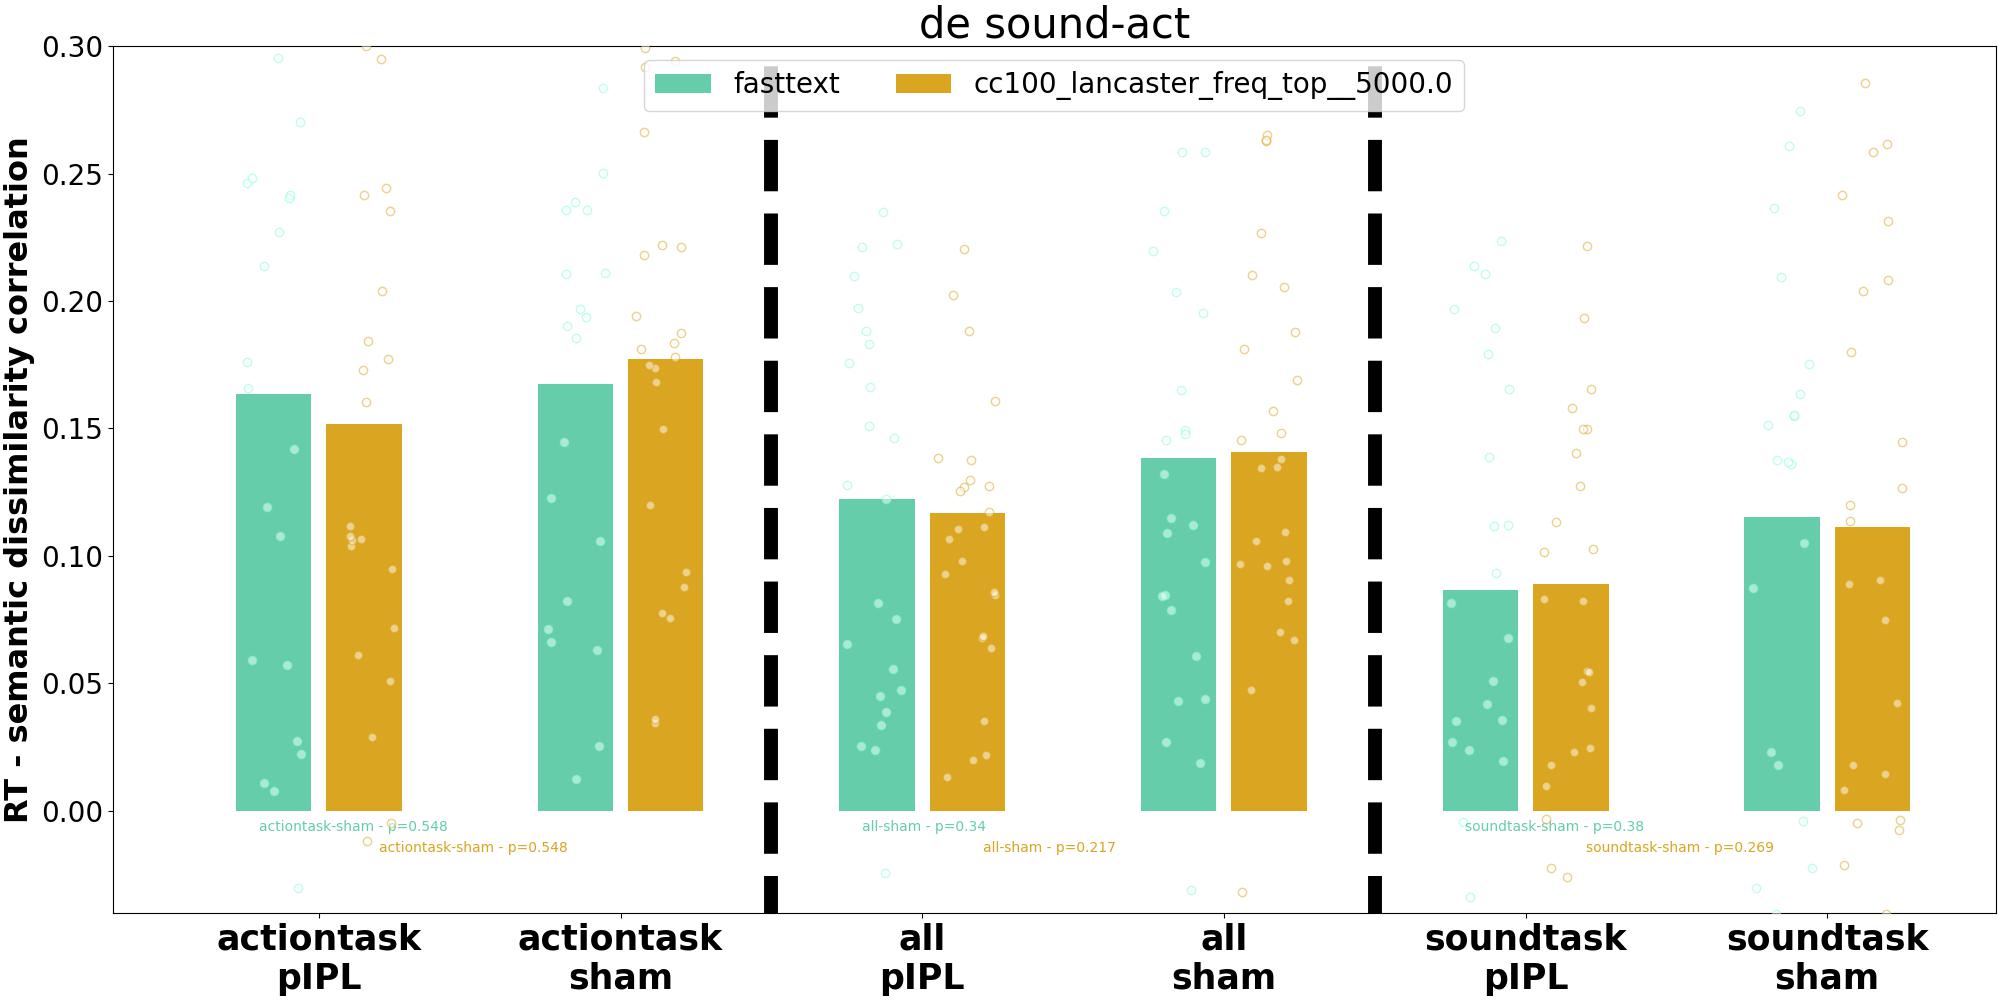 de sound-act
fasttext
cc100_lancaster_freq_top__5000.0
RT - semantic dissimilarity correlation
0.30
0.25
0.20
0.15
0.10
0.05
0.00
actiontask-sham - p=0.548
actiontask-sham - p=0.548
all-sham - p=0.34
all-sham - p=0.217
soundtask-sham - p=0.38
soundtask-sham - p=0.269
actiontask
pIPL
actiontask
sham
all
pIPL
all
sham
soundtask
pIPL
soundtask
sham